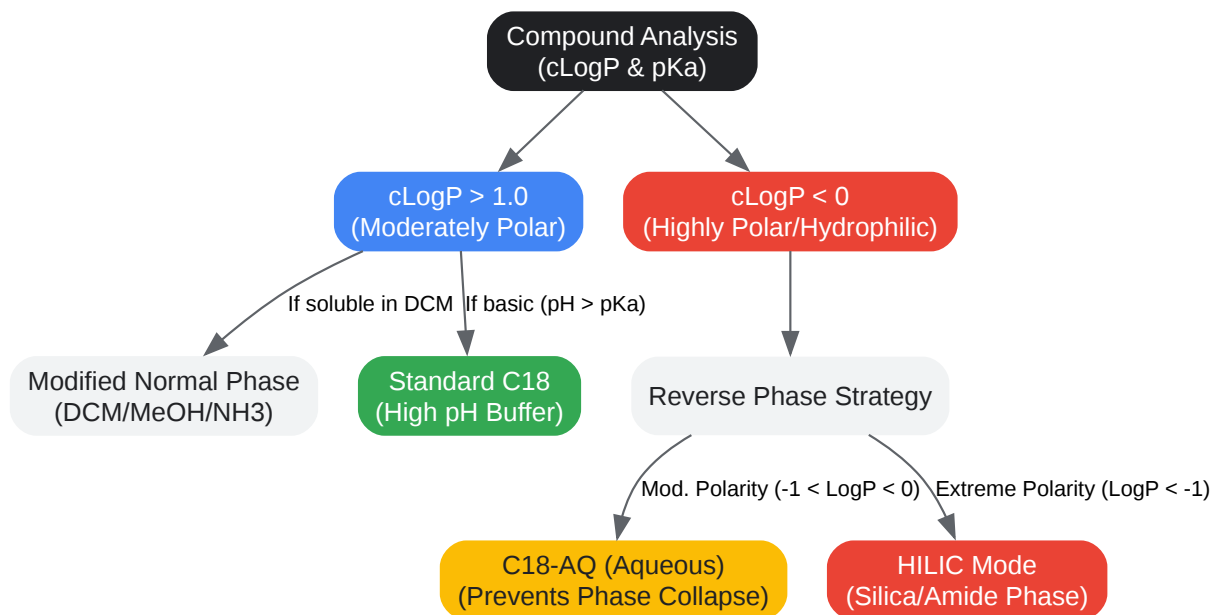 Compound Analysis
(cLogP & pKa)
cLogP > 1.0
(Moderately Polar)
cLogP < 0
(Highly Polar/Hydrophilic)
If soluble in DCM
If basic (pH > pKa)
Modified Normal Phase
(DCM/MeOH/NH3)
Standard C18
(High pH Buffer)
Reverse Phase Strategy
Mod. Polarity (-1 < LogP < 0)
Extreme Polarity (LogP < -1)
C18-AQ (Aqueous)
(Prevents Phase Collapse)
HILIC Mode
(Silica/Amide Phase)